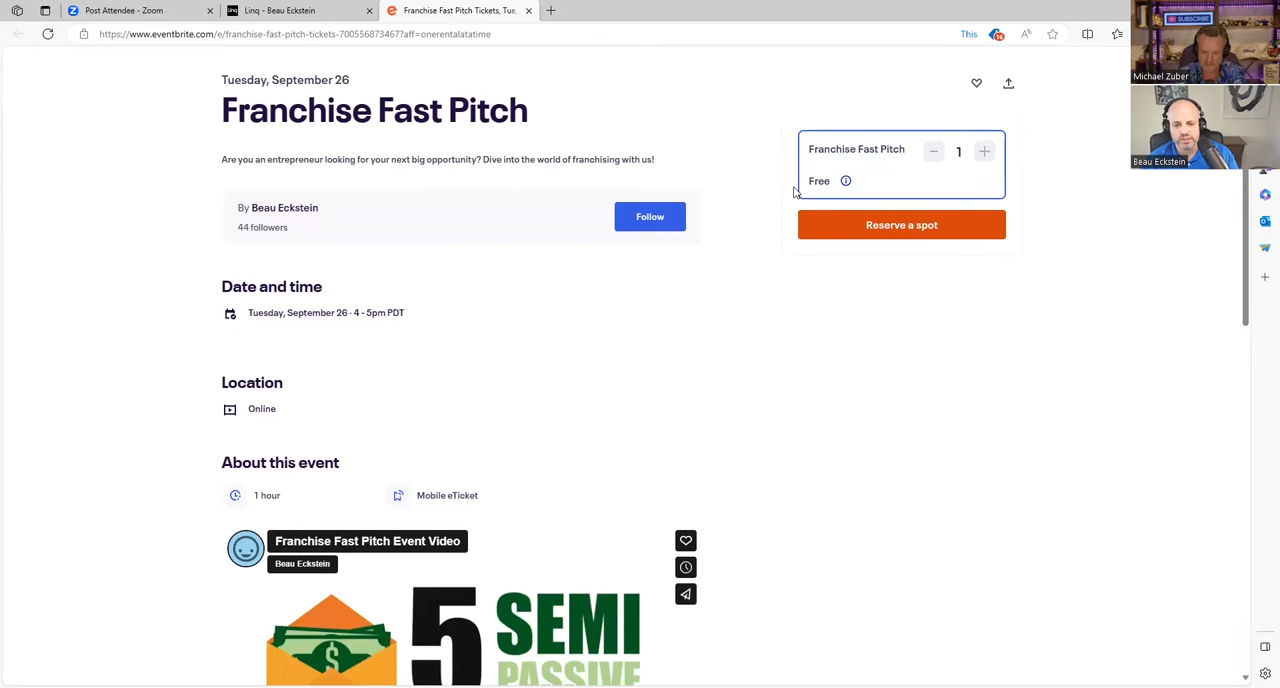 Post Attendee - Zoom
Linq - Beau Eckstein
Franchise Fast Pitch Tickets, Tue,
https://www.eventbrite.com/e/franchise-fast-pitch-tickets-700556873467?aff=onerentalatatime
This
16
SUBSCRIBE
Michael Zuber
Beau Eckstein
Tuesday, September 26
Franchise Fast Pitch
Are you an entrepreneur looking for your next big opportunity? Dive into the world of franchising with us!
By Beau Eckstein
44 followers
Follow
Franchise Fast Pitch
1
Free
Reserve a spot
Date and time
Tuesday, September 26 · 4 - 5pm PDT
Location
Online
About this event
1 hour
Mobile eTicket
Franchise Fast Pitch Event Video
Beau Eckstein
5 SEMI
PASSIVE